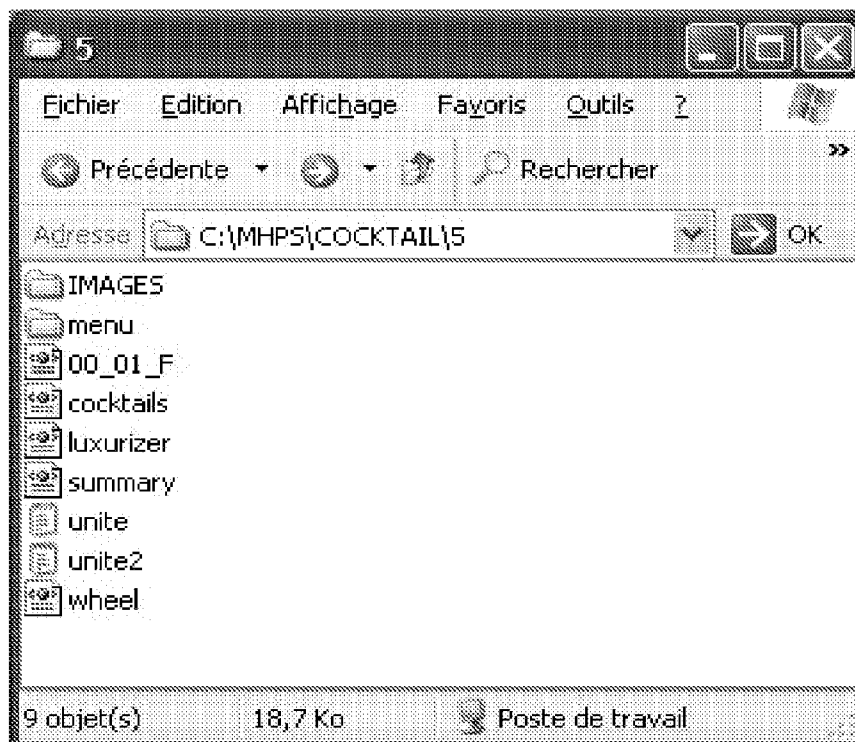 5
Fichier Edition Affichage Favoris Outils ?
Précédente Rechercher »
Adresse C:\MHPS\COCKTAIL\5 OK
IMAGES
menu
00_01_F
cocktails
luxurizer
summary
unite
unite2
wheel
9 objet(s) 18,7 Ko Poste de travail